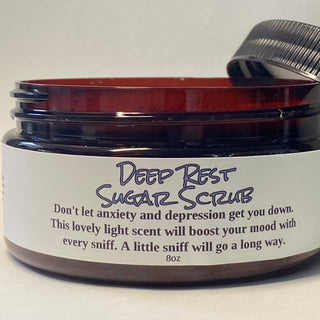 Deep Rest
Sugar Scrub
Don't let anxiety and depression get you down.
This lovely light scent will boost your mood with
every sniff. A little sniff will go a long way.
8oz